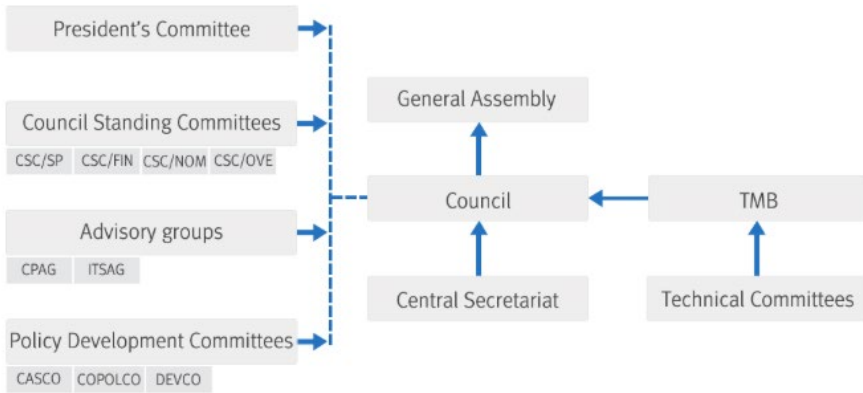 President’s Committee
Council Standing Committees
CSC/SP CSC/FIN CSC/NOM CSC/OVE
Advisory groups
CPAG ITSAG
Policy Development Committees
CASCO COPOLCO DEVCO
General Assembly
Council
Central Secretariat
TMB
Technical Committees